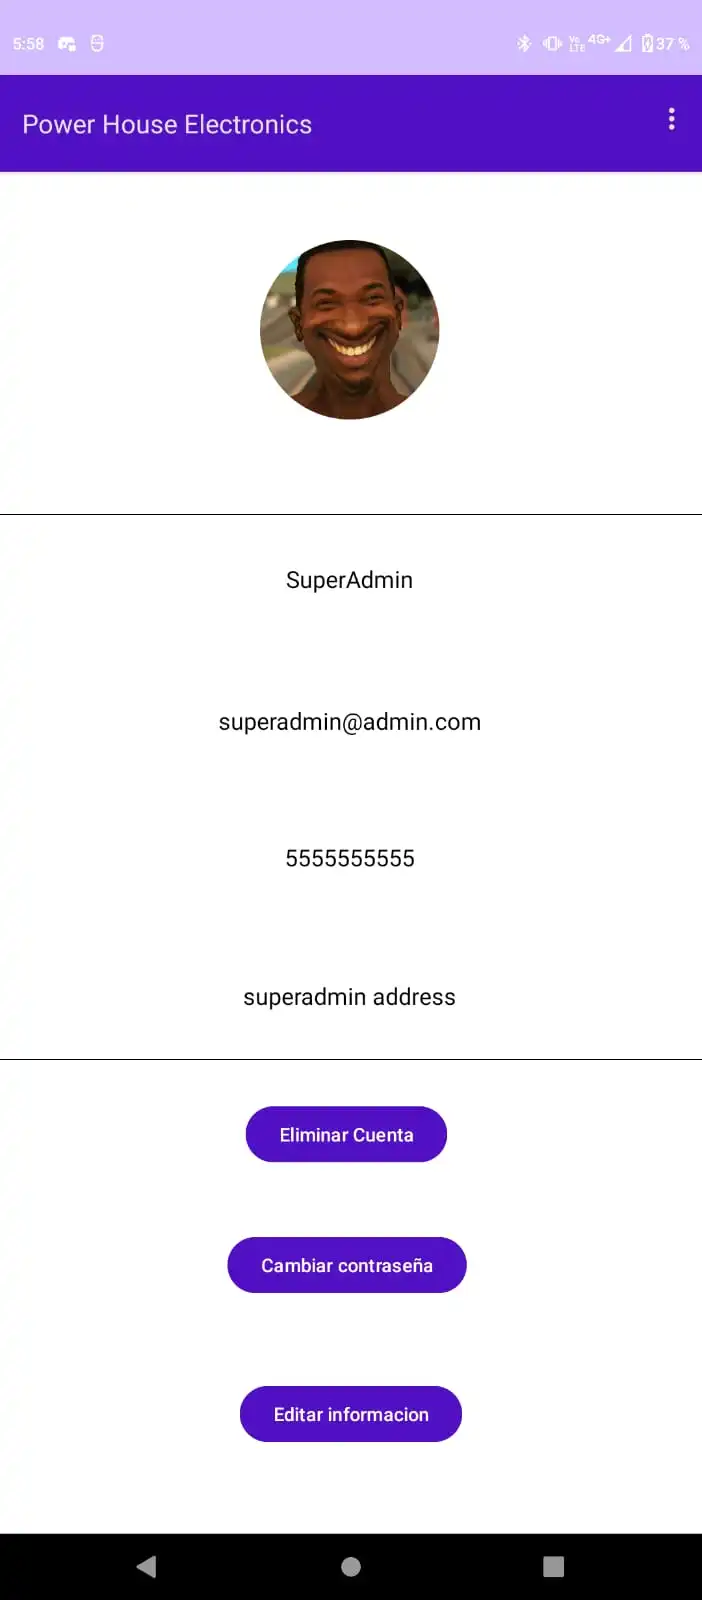 5:58 Vo LTE 4G+ 37 %
Power House Electronics
SuperAdmin
superadmin@admin.com
5555555555
superadmin address
Eliminar Cuenta
Cambiar contraseña
Editar informacion